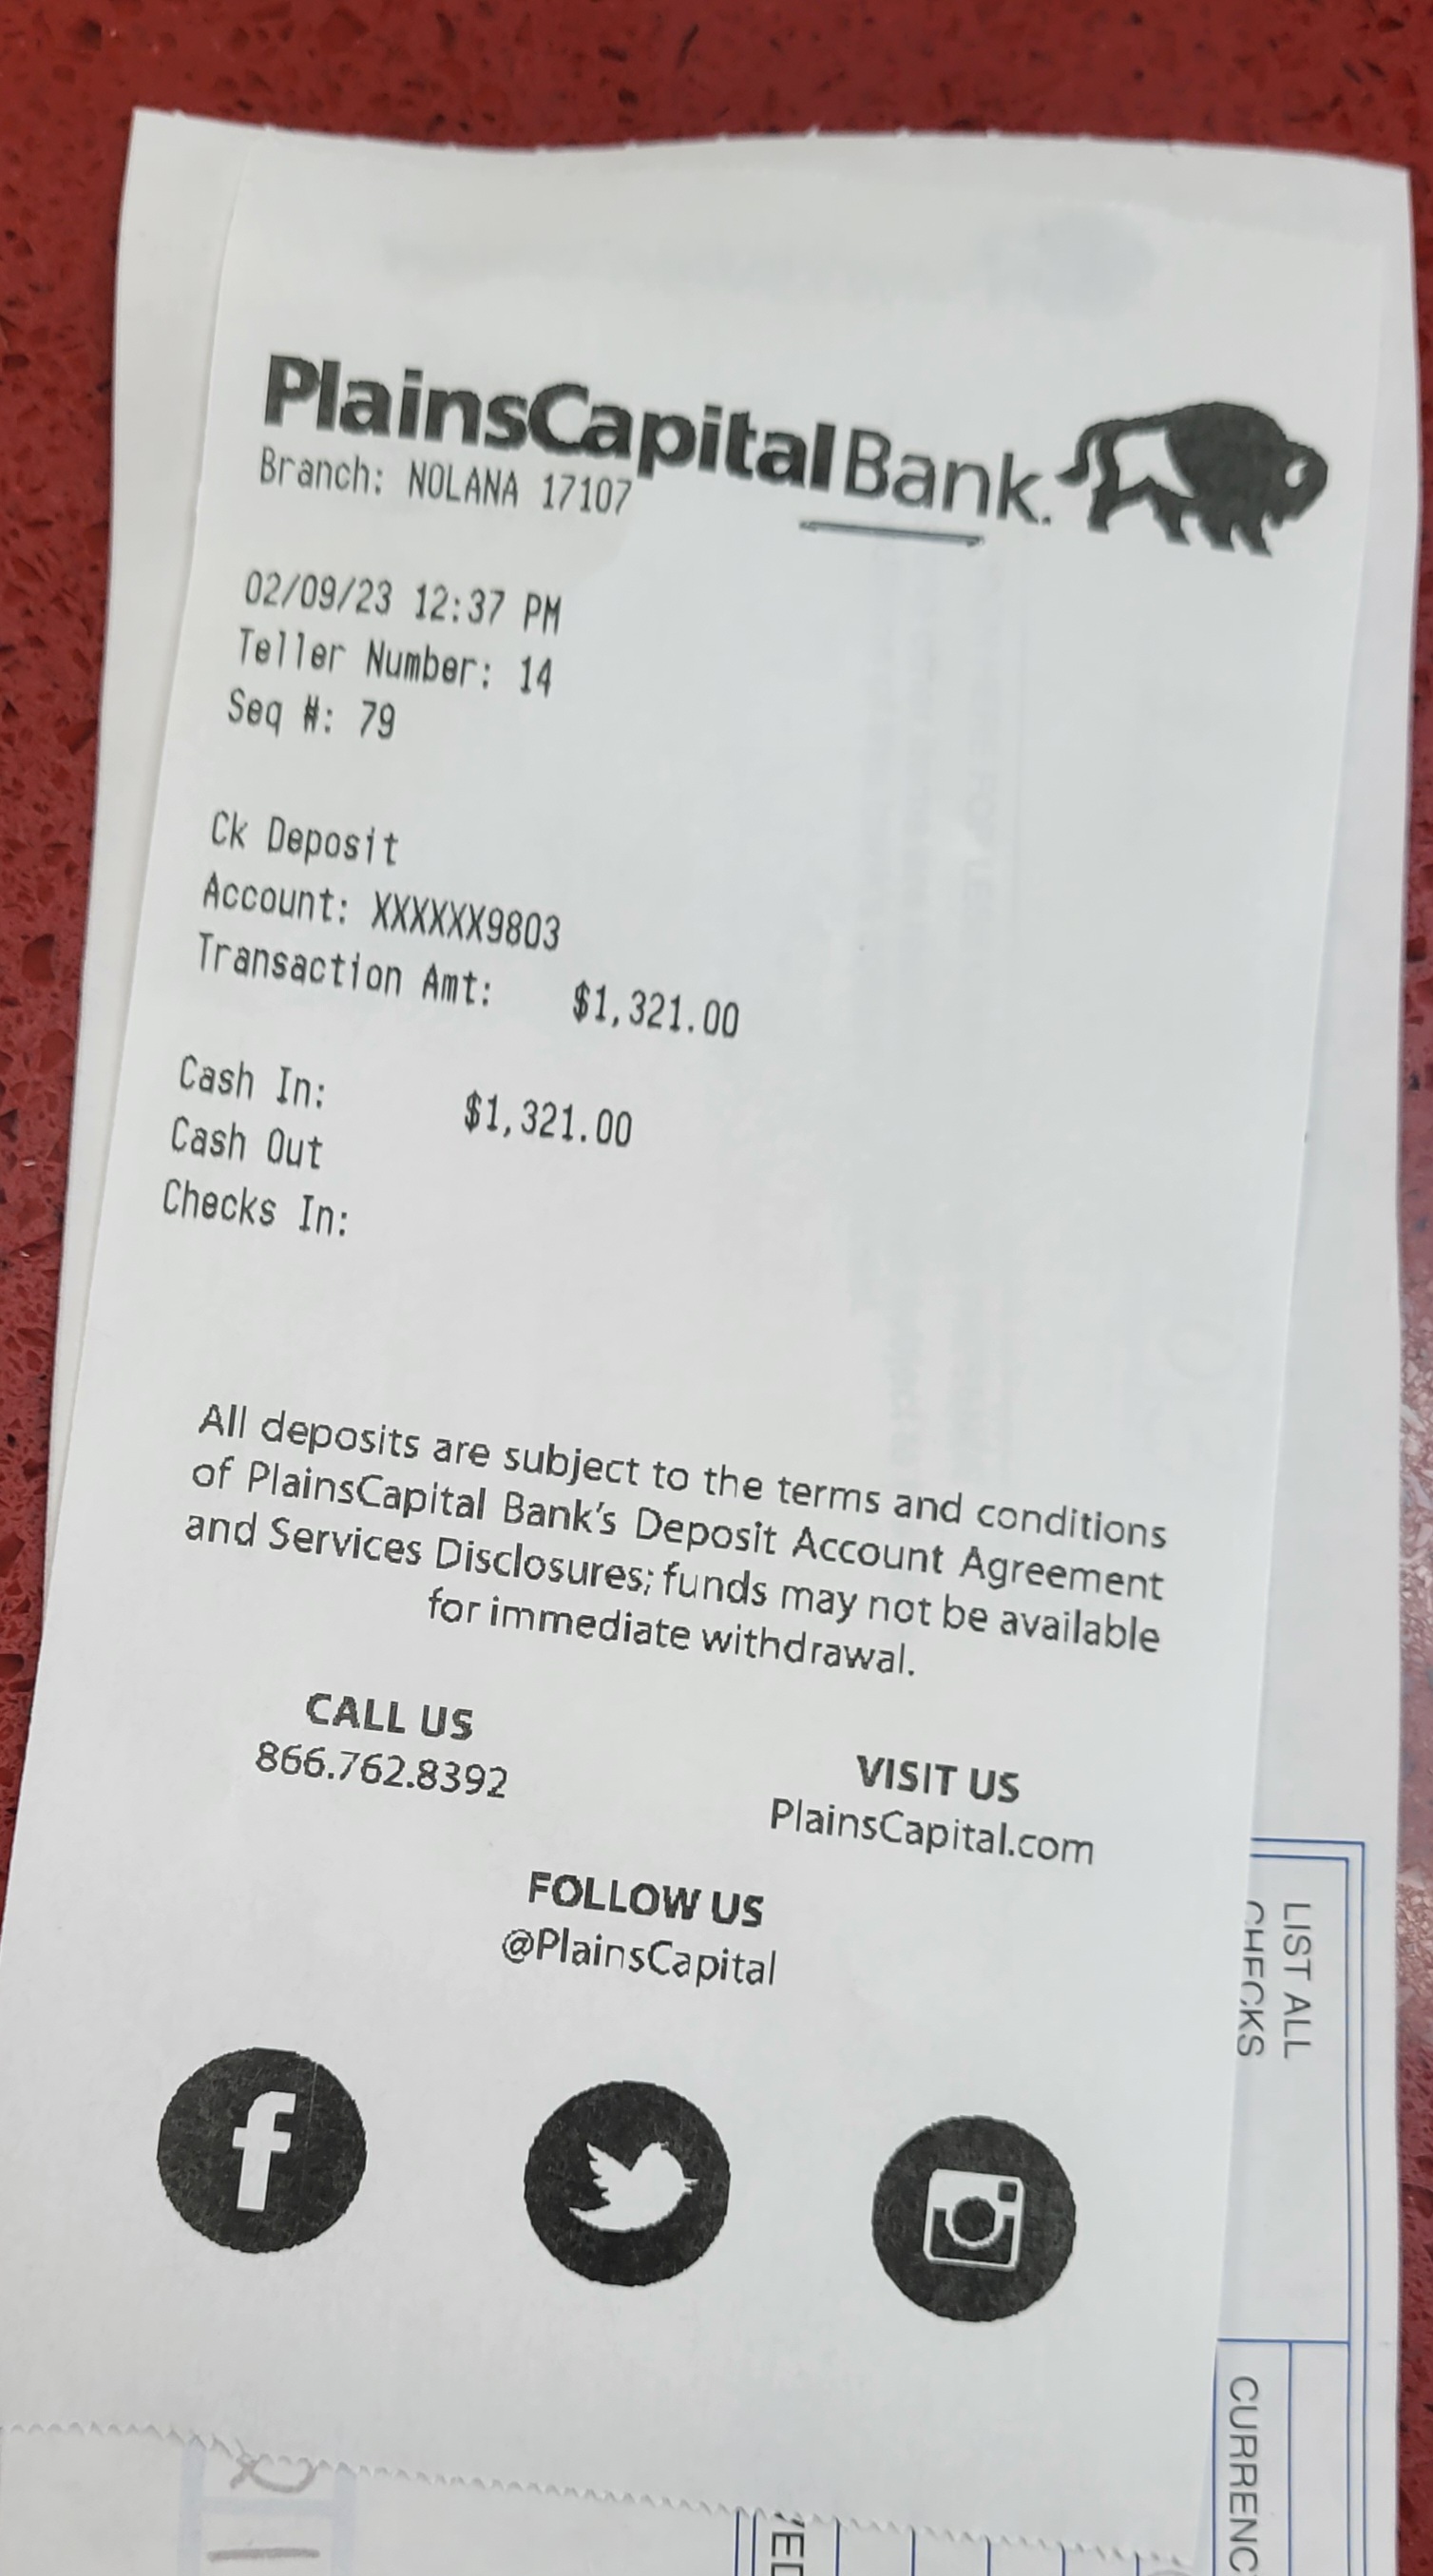 PlainsCapital Bank.
Branch: NOLANA 17107
02/09/23 12:37 PM
Teller Number: 14
Seq #: 79
Ck Deposit
Account: XXXXXX9803
Transaction Amt: $1,321.00
Cash In: $1,321.00
Cash Out
Checks In:
All deposits are subject to the terms and conditions
of PlainsCapital Bank's Deposit Account Agreement
and Services Disclosures; funds may not be available
for immediate withdrawal.
CALL US
866.762.8392
VISIT US
PlainsCapital.com
FOLLOW US
@PlainsCapital
LIST ALL
CHECKS